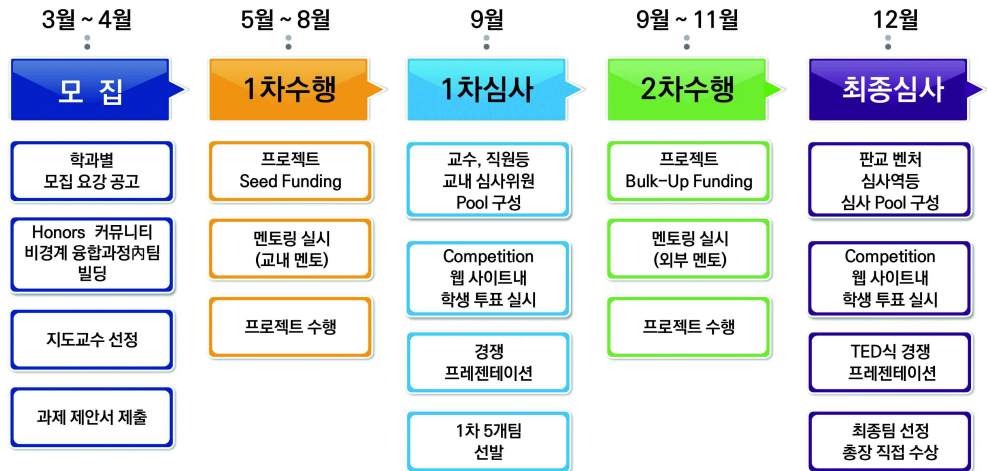 3월 ~ 4월
모 집
학과별
모집 요강 공고
Honors 커뮤니티
비경계 융합과정內팀
빌딩
지도교수 선정
과제 제안서 제출
5월 ~ 8월
1차수행
프로젝트
Seed Funding
멘토링 실시
(교내 멘토)
프로젝트 수행
9월
1차심사
교수, 직원등
교내 심사위원
Pool 구성
Competition
웹 사이트내
학생 투표 실시
경쟁
프레젠테이션
1차 5개팀
선발
9월 ~ 11월
2차수행
프로젝트
Bulk-Up Funding
멘토링 실시
(외부 멘토)
프로젝트 수행
12월
최종심사
판교 벤처
심사역등
심사 Pool 구성
Competition
웹 사이트내
학생 투표 실시
TED식 경쟁
프레젠테이션
최종팀 선정
총장 직접 수상